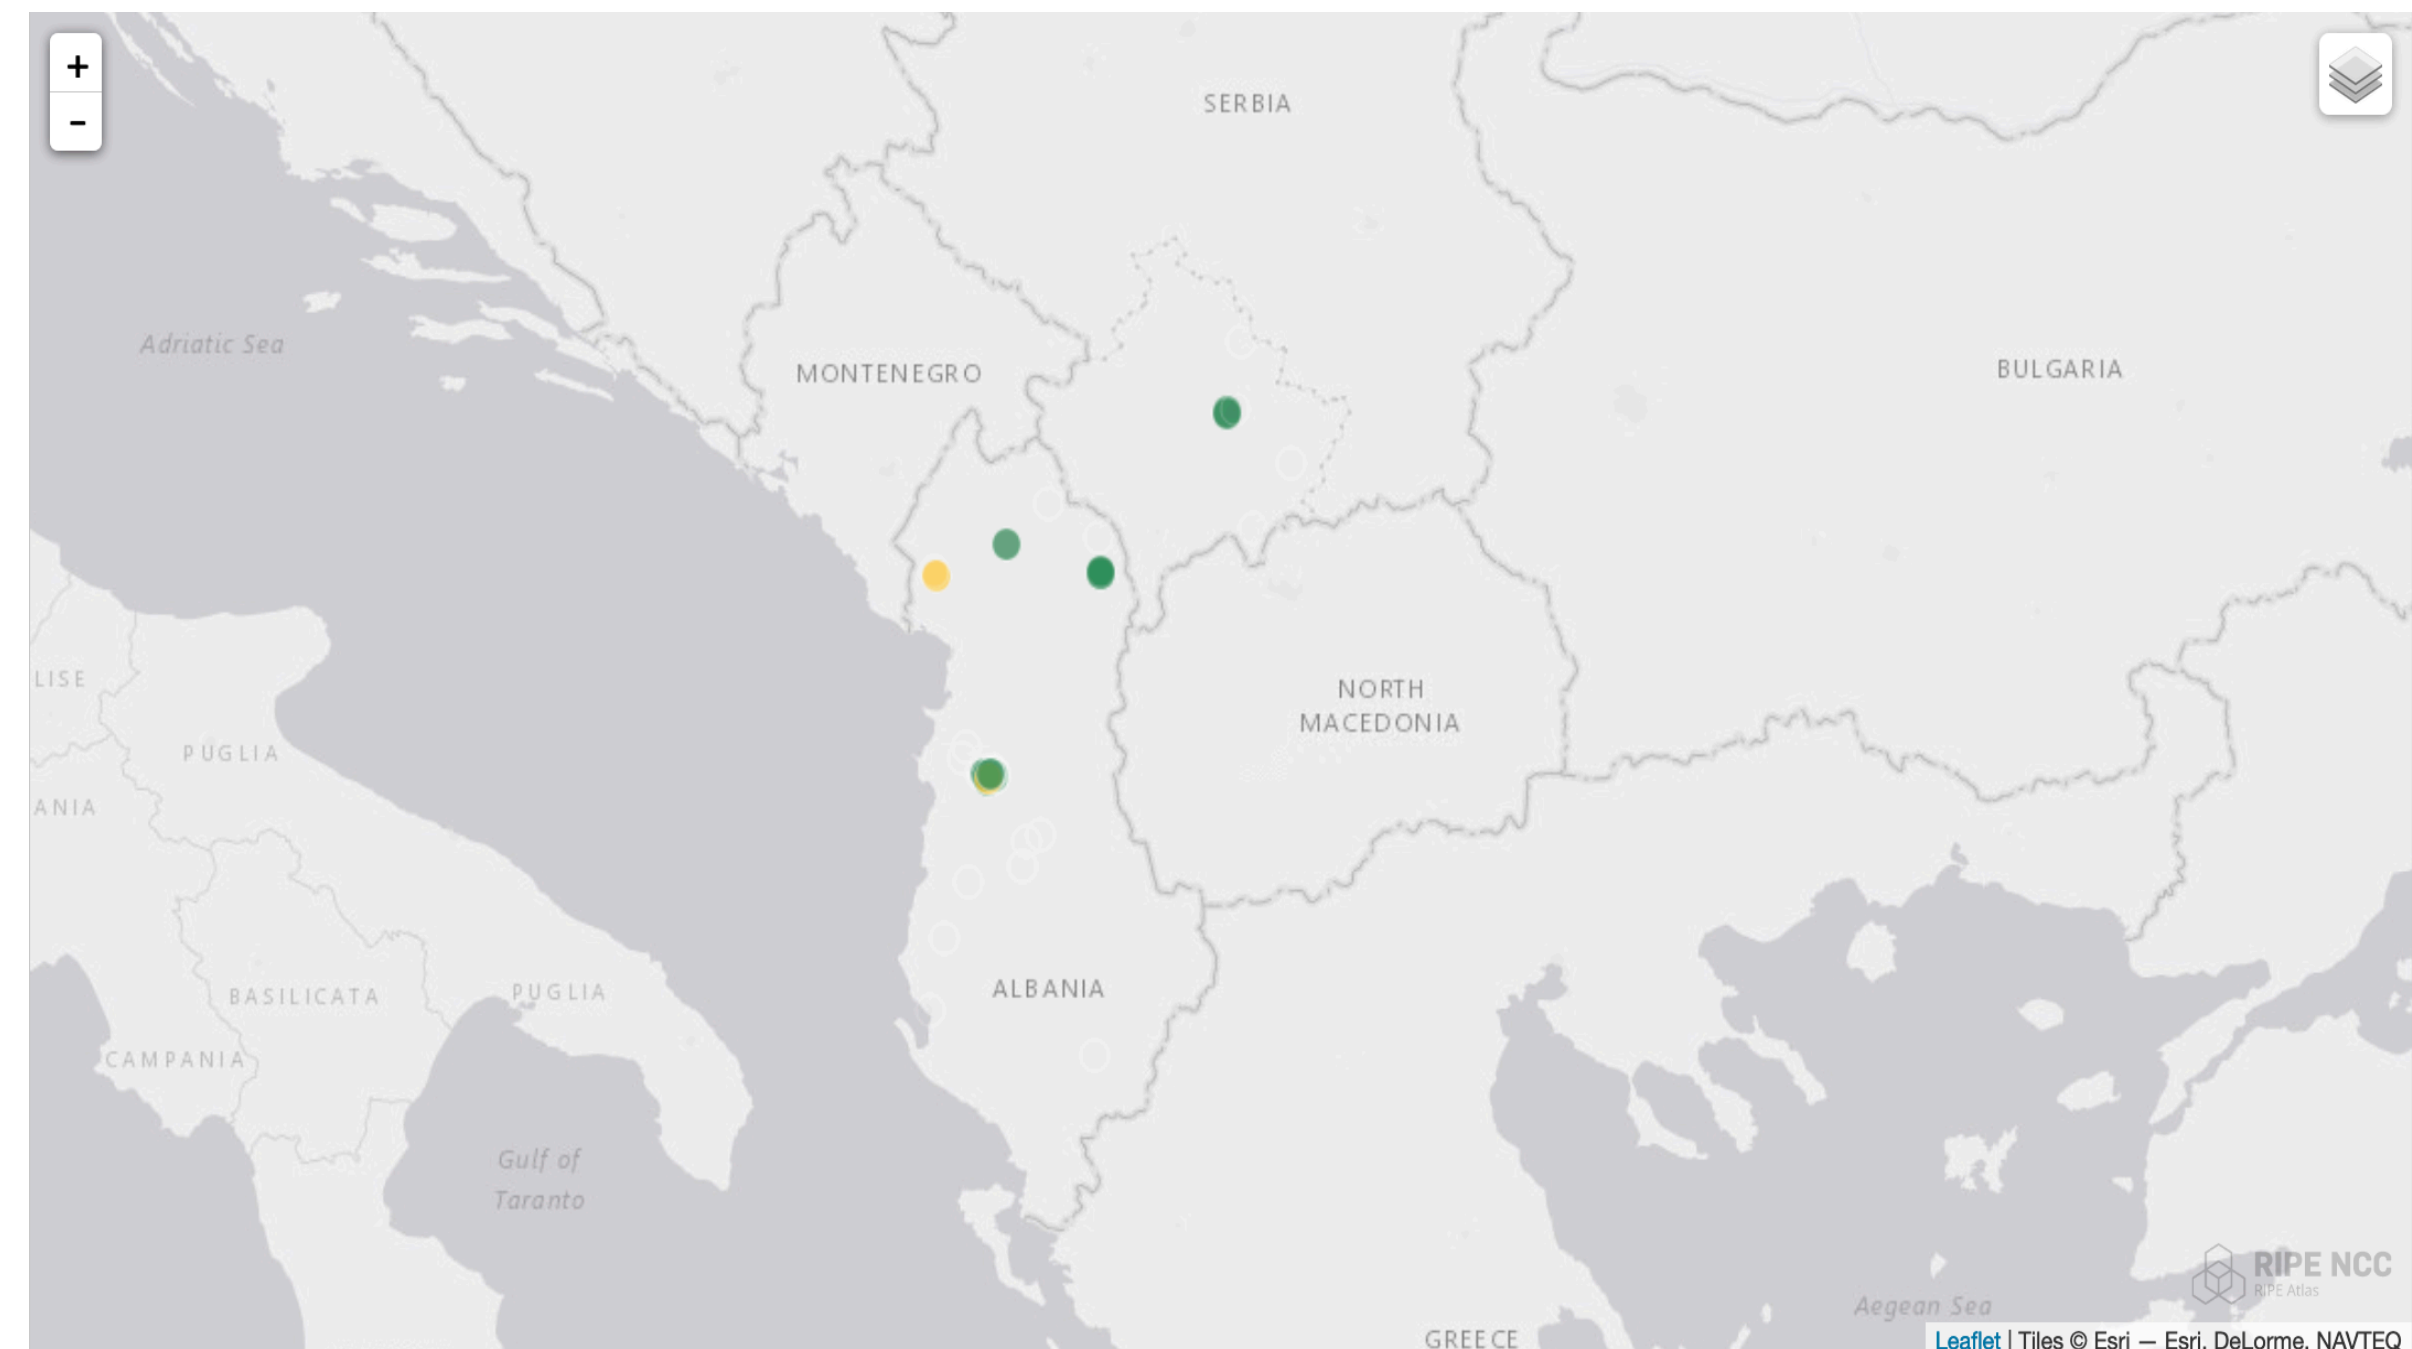 +
-
SERBIA
Adriatic Sea
MONTENEGRO
BULGARIA
LISE
NORTH
MACEDONIA
PUGLIA
ANIA
ALBANIA
BASILICATA
PUGLIA
CAMPANIA
Gulf of
Taranto
RIPE NCC
RIPE Atlas
Aegean Sea
GREECE
Leaflet | Tiles © Esri — Esri, DeLorme, NAVTEQ